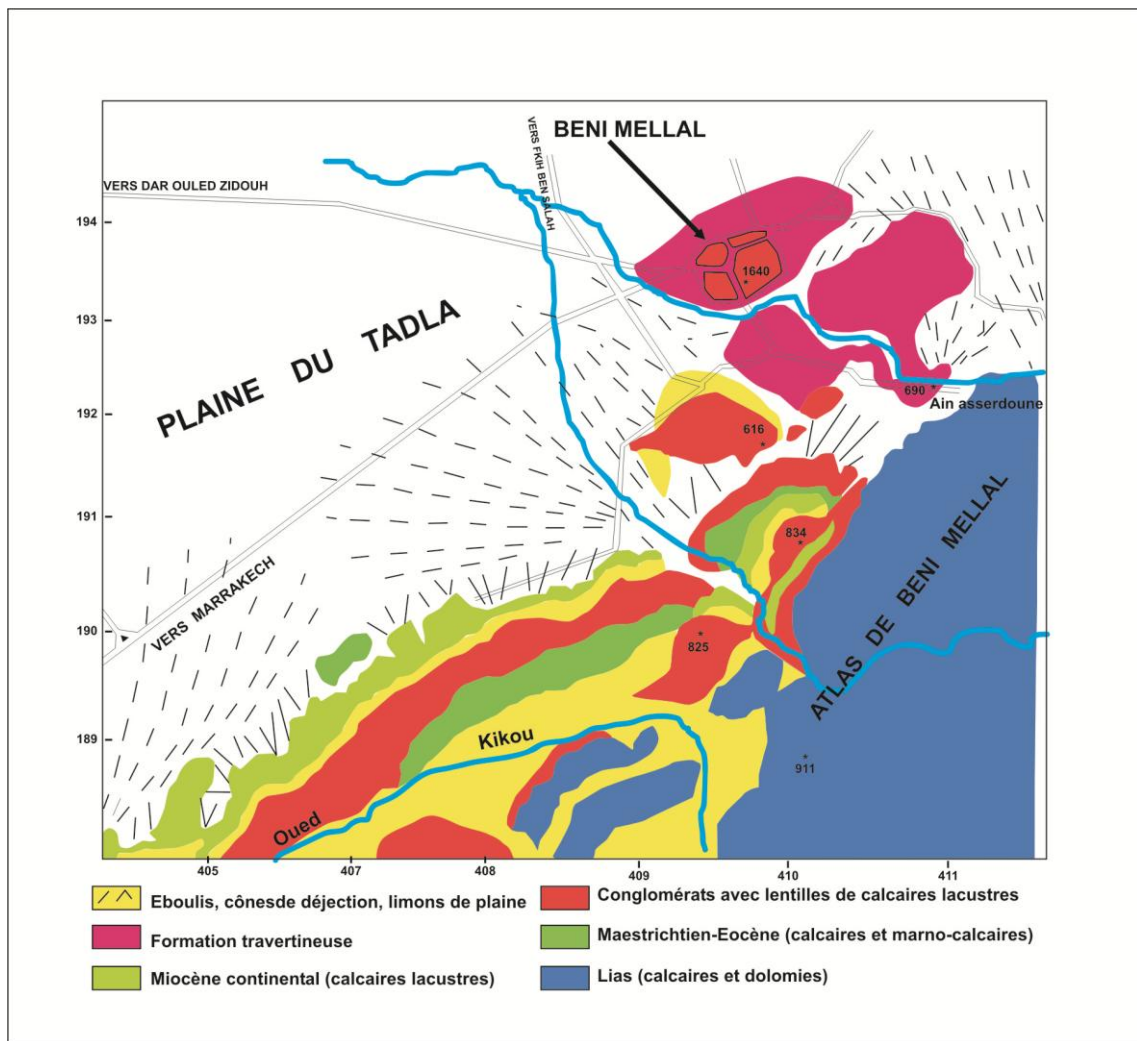 BENI MELLAL
VERS FKIH BEN SALAH
VERS DAR OULED ZIDOUH
194
1640
193
PLAINE DU TADLA
690
Ain asserdoune
192
616
191
834
ATLAS DE BENI MELLAL
VERS MARRAKECH
190
825
189
Kikou
911
Oued
405
407
408
409
410
411
Eboulis, cônesde déjection, limons de plaine
Conglomérats avec lentilles de calcaires lacustres
Formation travertineuse
Maestrichtien-Eocène (calcaires et marno-calcaires)
Miocène continental (calcaires lacustres)
Lias (calcaires et dolomies)